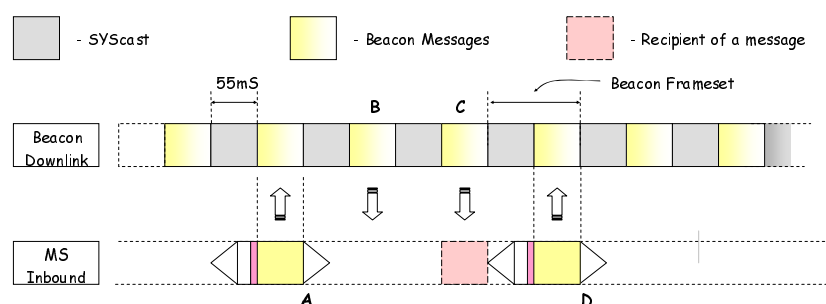 - SYScast
- Beacon Messages
- Recipient of a message
55mS
Beacon Frameset
B
C
Beacon
Downlink
MS
Inbound
A
D